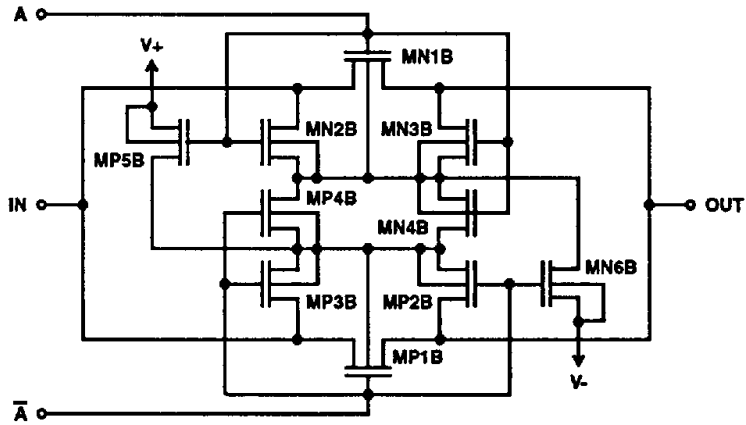 A
V+
MN1B
MN2B
MN3B
MP5B
MP4B
IN
OUT
MN4B
MN6B
MP3B
MP2B
MP1B
V-
A̅